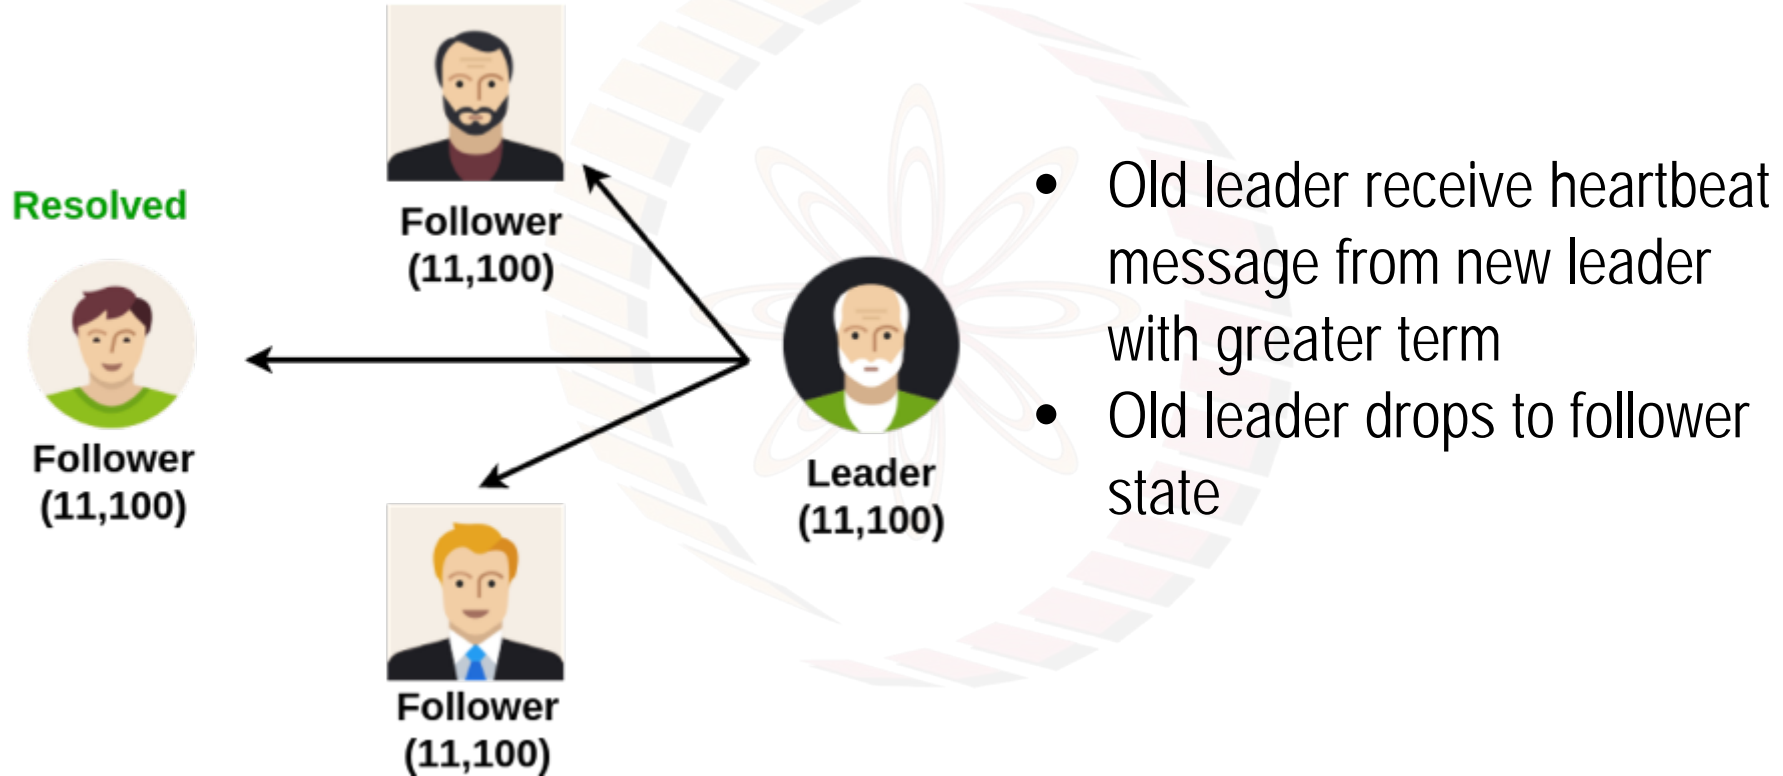 Resolved
Follower
(11,100)
Follower
(11,100)
Leader
(11,100)
Follower
(11,100)
• Old leader receive heartbeat
message from new leader
with greater term
• Old leader drops to follower
state